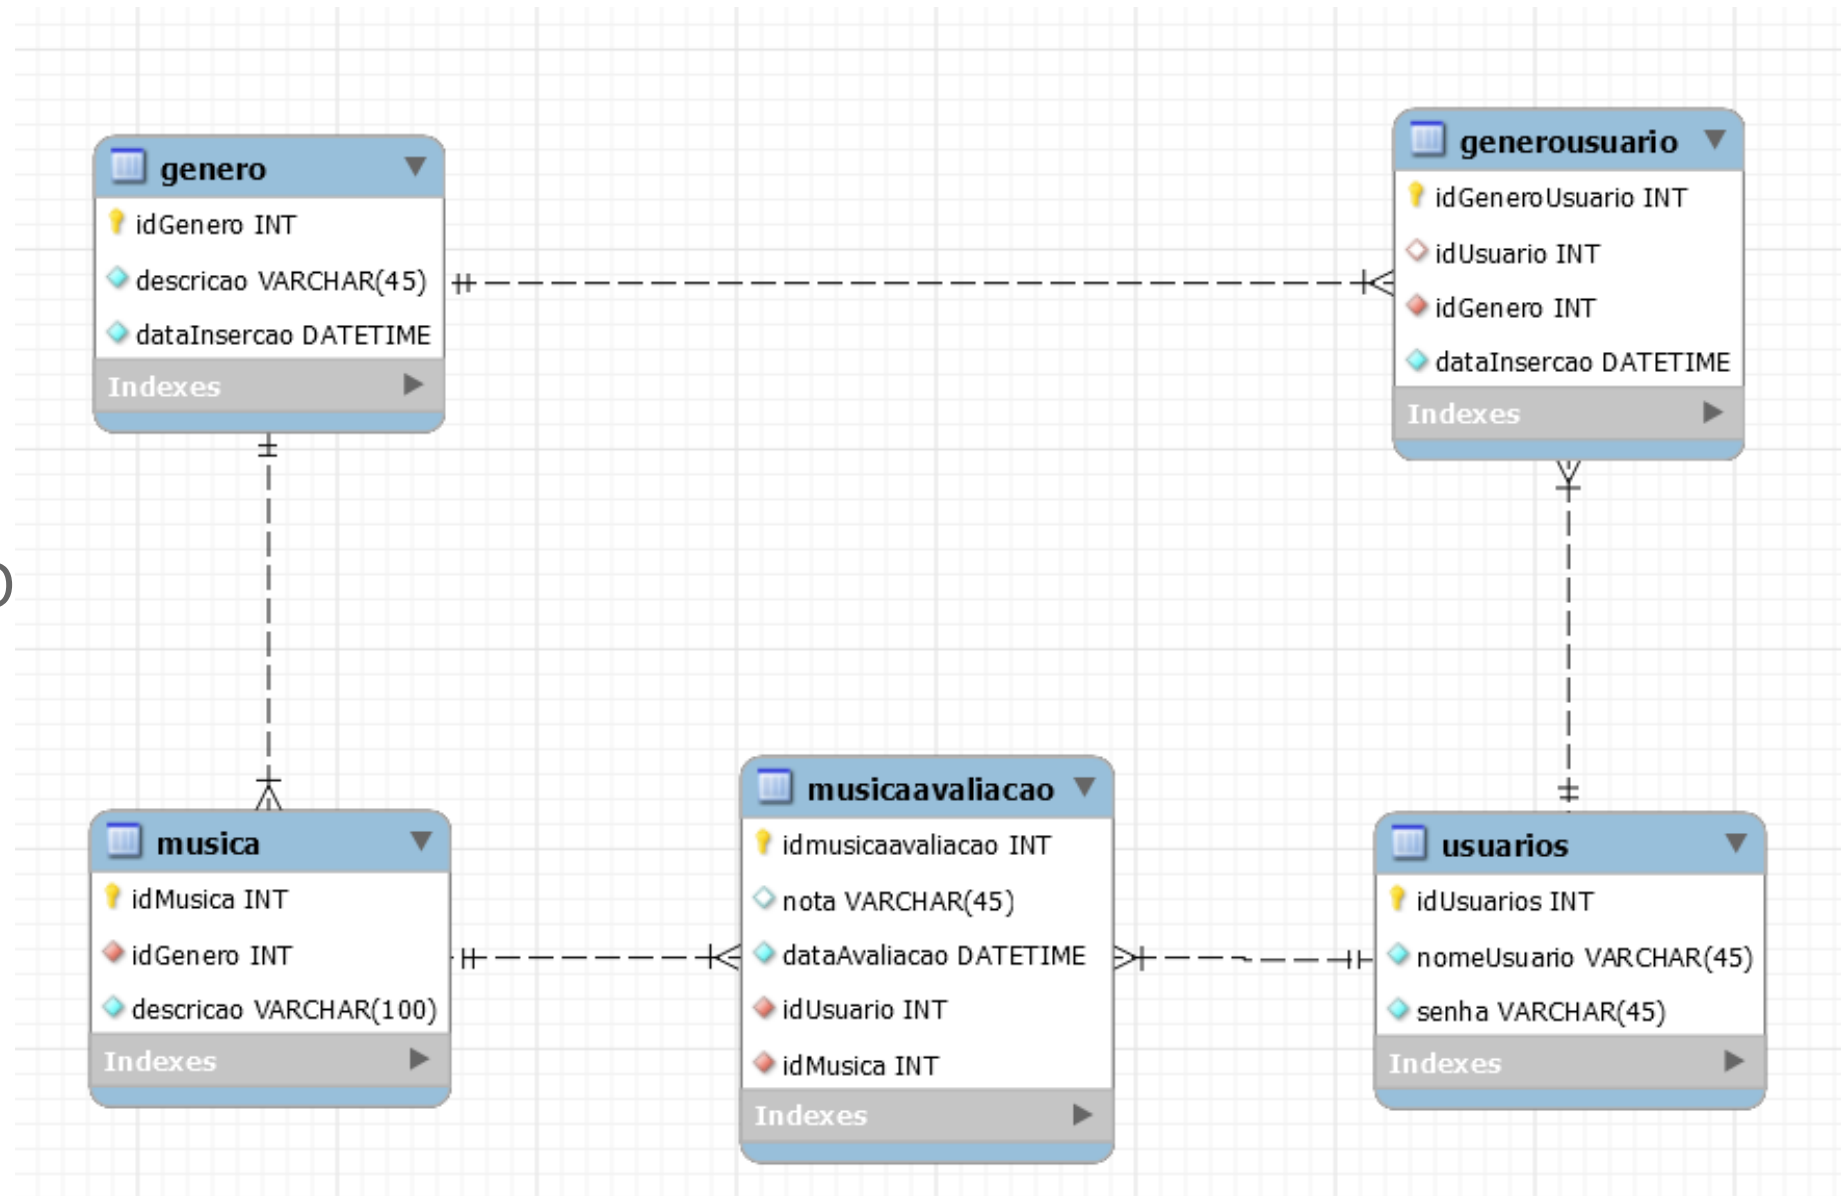 genero
idGenero INT
descricao VARCHAR(45)
dataInsercao DATETIME
Indexes
generousuario
idGeneroUsuario INT
idUsuario INT
idGenero INT
dataInsercao DATETIME
Indexes
musica
idMusica INT
idGenero INT
descricao VARCHAR(100)
Indexes
musicaavaliacao
idmusicaavaliacao INT
nota VARCHAR(45)
dataAvaliacao DATETIME
idUsuario INT
idMusica INT
Indexes
usuarios
idUsuarios INT
nomeUsuario VARCHAR(45)
senha VARCHAR(45)
Indexes